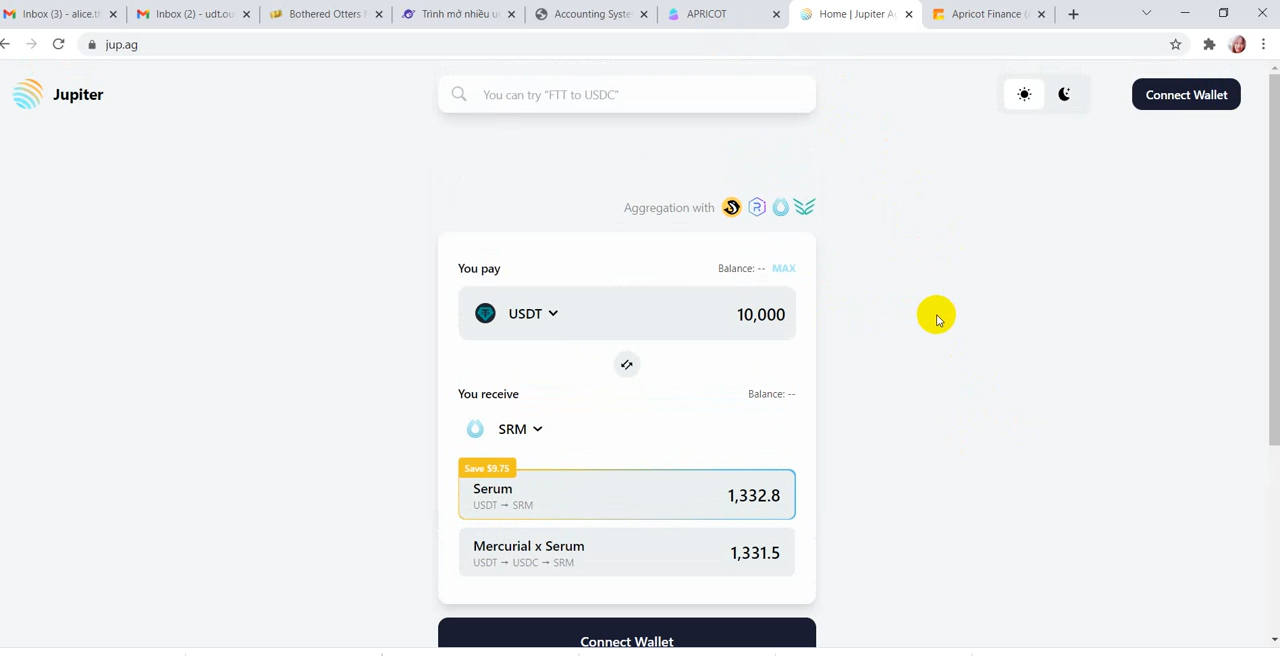 Inbox (3) - alice.th
Inbox (2) - udt.ou
Bothered Otters
Trình mở nhiều u
Accounting Syste
APRICOT
Home | Jupiter A
Apricot Finance (
jup.ag
Jupiter
You can try "FTT to USDC"
Connect Wallet
Aggregation with
You pay
Balance: -- MAX
USDT
10,000
You receive
Balance: --
SRM
Save $9.75
Serum
1,332.8
USDT → SRM
Mercurial x Serum
1,331.5
USDT → USDC → SRM
Connect Wallet